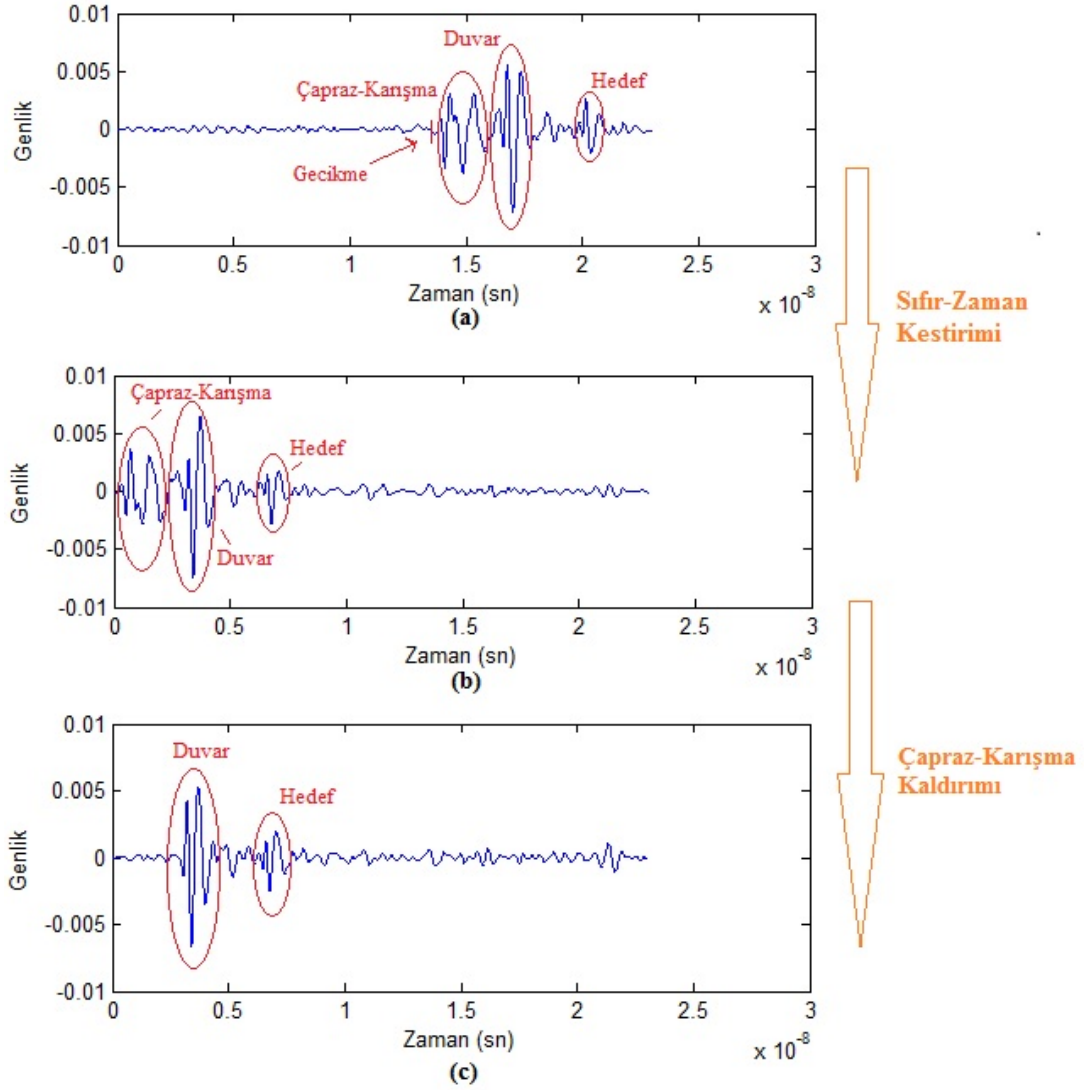 0.01
0.005
0
-0.005
-0.01
Genlik
Duvar
Çapraz-Karışma
Hedef
Gecikme
0 0.5 1 1.5 2 2.5 3
Zaman (sn)
x 10-8
(a)
Sıfır-Zaman
Kestirimi
0.01
0.005
0
-0.005
-0.01
Genlik
Çapraz-Karışma
Hedef
Duvar
0 0.5 1 1.5 2 2.5 3
Zaman (sn)
x 10-8
(b)
Çapraz-Karışma
Kaldırımı
0.01
0.005
0
-0.005
-0.01
Genlik
Duvar
Hedef
0 0.5 1 1.5 2 2.5 3
Zaman (sn)
x 10-8
(c)